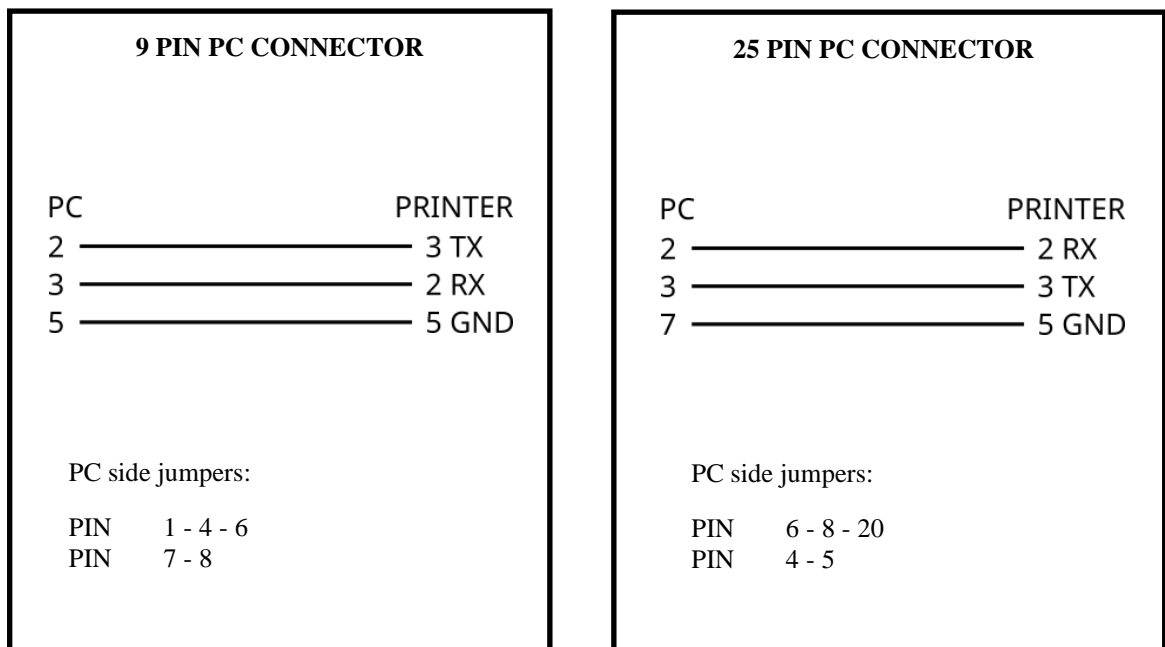 9 PIN PC CONNECTOR
PC PRINTER
2 3 TX
3 2 RX
5 5 GND
PC side jumpers:
PIN 1 - 4 - 6
PIN 7 - 8
25 PIN PC CONNECTOR
PC PRINTER
2 2 RX
3 3 TX
7 5 GND
PC side jumpers:
PIN 6 - 8 - 20
PIN 4 - 5